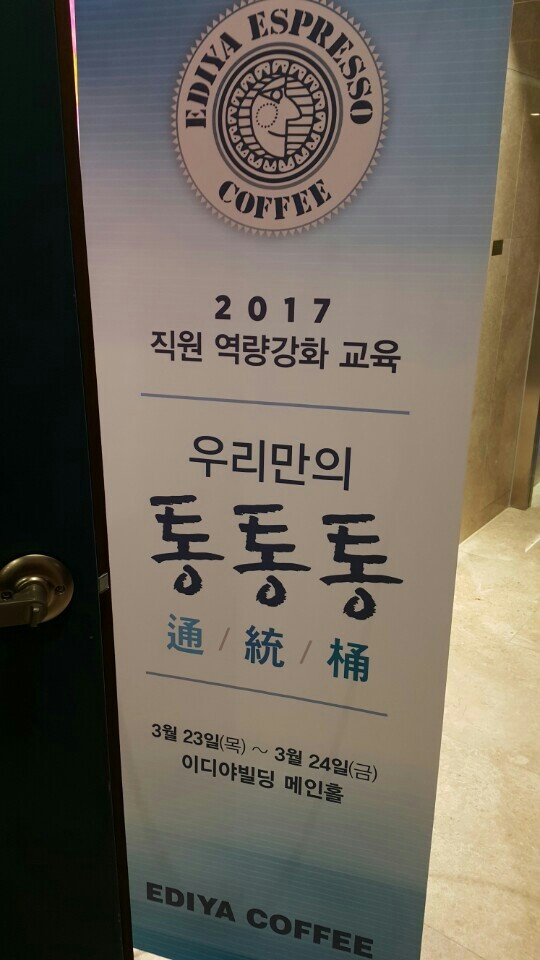 EDIYA ESPRESSO
COFFEE
2017
직원 역량강화 교육
우리만의
통통통
通 / 統 / 桶
3월 23일(목) ~ 3월 24일(금)
이디야빌딩 메인홀
EDIYA COFFEE